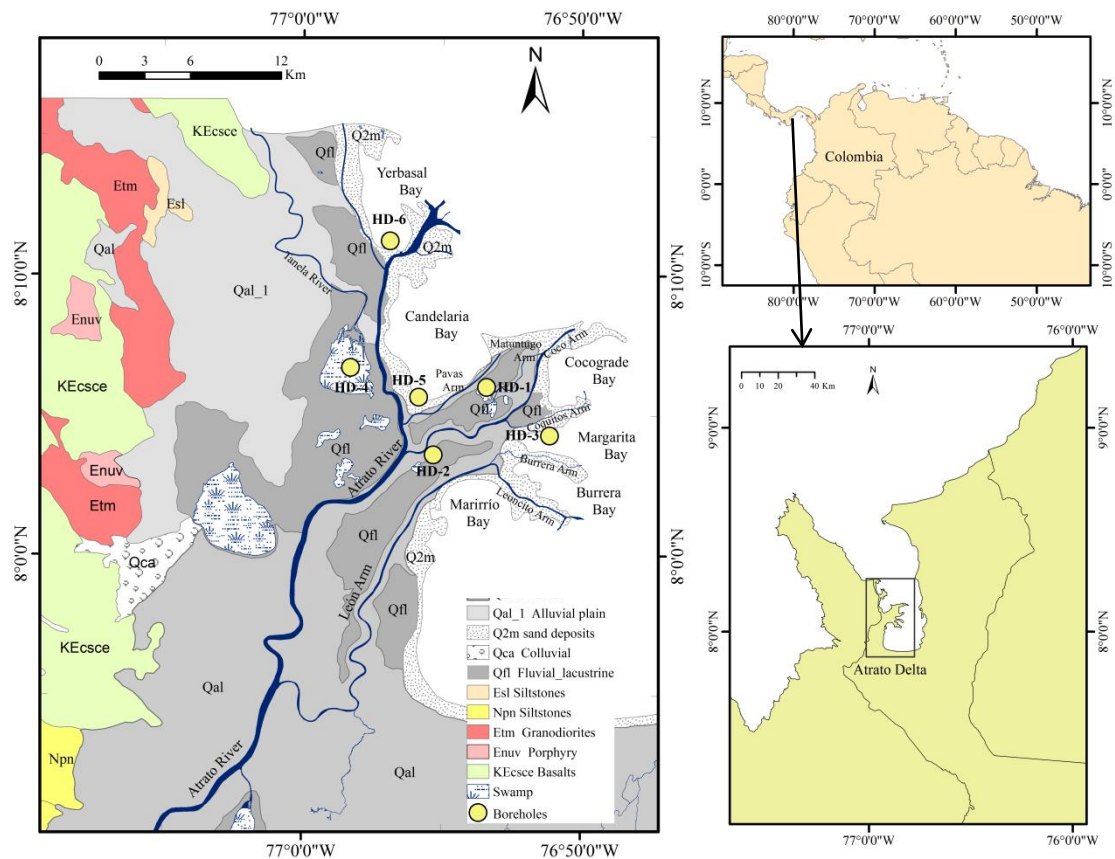 77°0'0"W
76°50'0"W
0 3 6 12
Km
N
8°10'0"N
8°0'0"N
8°10'0"N
8°0'0"N
77°0'0"W
76°50'0"W
KEcsce
Qfl
Q2m
Yerbasal
Bay
Etm
Esl
HD-6
Qal
Qfl
Q2m
Tanela River
Qal_1
Enuv
Candelaria
Bay
Matuntugo
Arm
Coco Arm
Cocograde
Bay
KEcsce
HD-4
HD-5
Pavas
Arm
HD-1
Qfl
Qfl
Coquitos Arm
HD-3
Margarita
Bay
Qfl
Atrato River
HD-2
Enuv
Burrera Arm
Etm
Marirrío
Bay
Leoncito Arm
Burrera
Bay
Qfl
Q2m
Qca
León Arm
Qfl
KEcsce
Qal
Npn
Atrato River
Qal
Qal_1 Alluvial plain
Q2m sand deposits
Qca Colluvial
Qfl Fluvial_lacustrine
Esl Siltstones
Npn Siltstones
Etm Granodiorites
Enuv Porphyry
KEcsce Basalts
Swamp
Boreholes
80°0'0"W
70°0'0"W
60°0'0"W
50°0'0"W
10°0'0"N
0°0'0"
10°0'0"S
10°0'0"N
0°0'0"
10°0'0"S
Colombia
80°0'0"W
70°0'0"W
60°0'0"W
50°0'0"W
77°0'0"W
76°0'0"W
0 20 40 Km
N
9°0'0"N
8°0'0"N
9°0'0"N
8°0'0"N
Atrato Delta
77°0'0"W
76°0'0"W